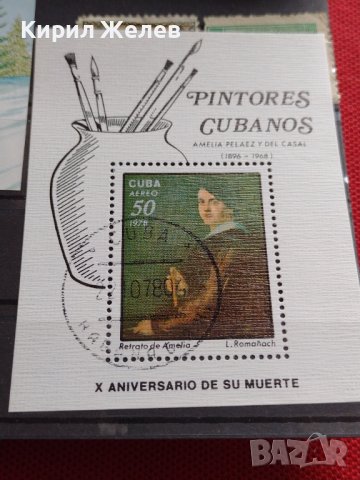 Кирил Желев
PINTORES
CUBANOS
AMELIA PELAEZ Y DEL CASAL
(1896 - 1968)
CUBA
AEREO
50
1978
Retrato de Amelia L. Romañach
X ANIVERSARIO DE SU MUERTE
BAZAR